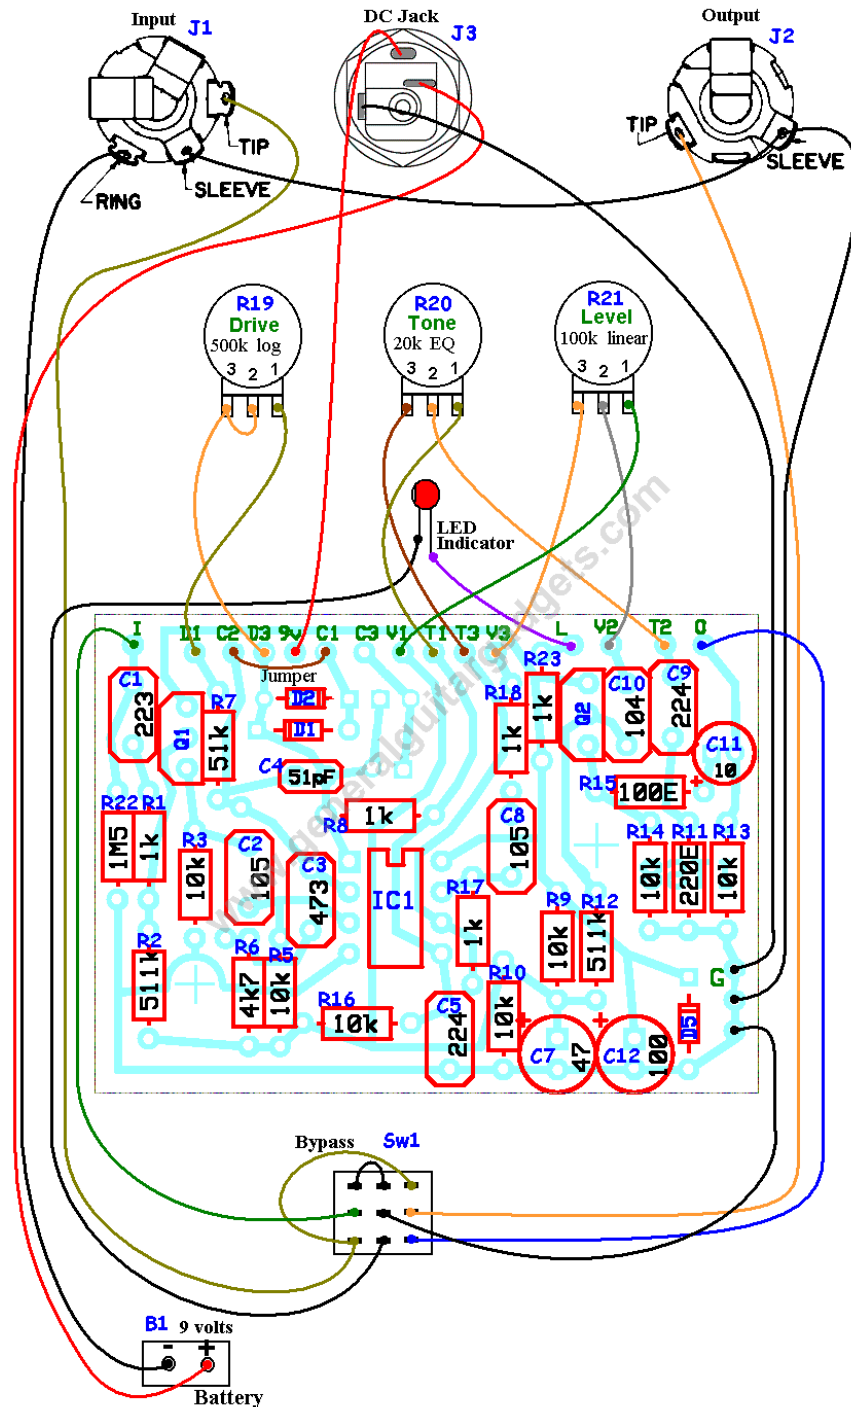 Input DC Jack Output
J1 J3 J2
TIP TIP
SLEEVE SLEEVE
RING
R19 R20 R21
Drive Tone Level
500k log 20k EQ 100k linear
3 2 1 3 2 1 3 2 1
LED
Indicator
www.generalguitargadgets.com
I D1 C2 D3 9v C1 C3 V1 T1 T3 V3 L V2 T2 O
Jumper
C1 223
Q1
R7 51k
D2
D1
C4 51pF
R18 1k
R23 1k
Q2
C10 104
C9 224
C11 10
+
R15 100E
R22 1M5
R1 1k
R3 10k
C2 105
C3 473
R8 1k
IC1
C8 105
R17 1k
R14 10k
R11 220E
R13 10k
R9 10k
R12 511k
R2 511k
R6 4k7
R5 10k
R16 10k
C5 224
R10 10k
+ C7 47
+ C12 100
D5
G
Bypass Sw1
B1 9 volts
- +
Battery